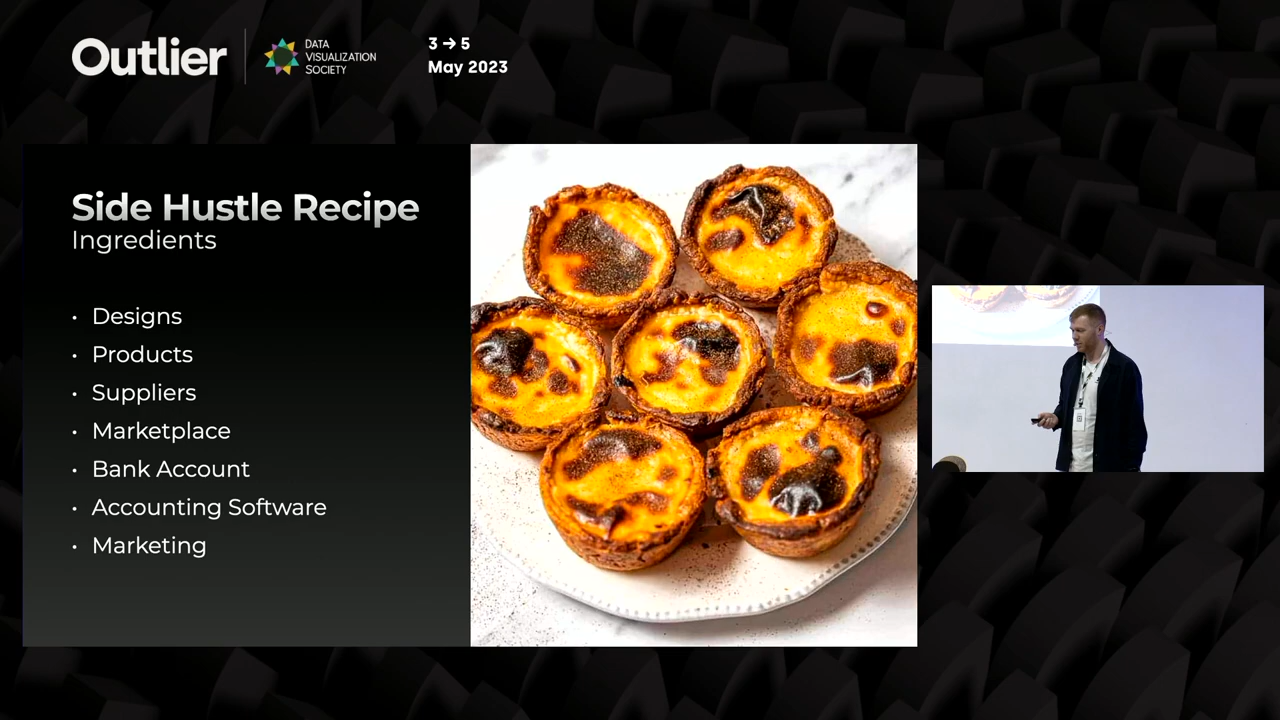 Outlier
DATA
VISUALIZATION
SOCIETY
3 → 5
May 2023
Side Hustle Recipe
Ingredients
• Designs
• Products
• Suppliers
• Marketplace
• Bank Account
• Accounting Software
• Marketing